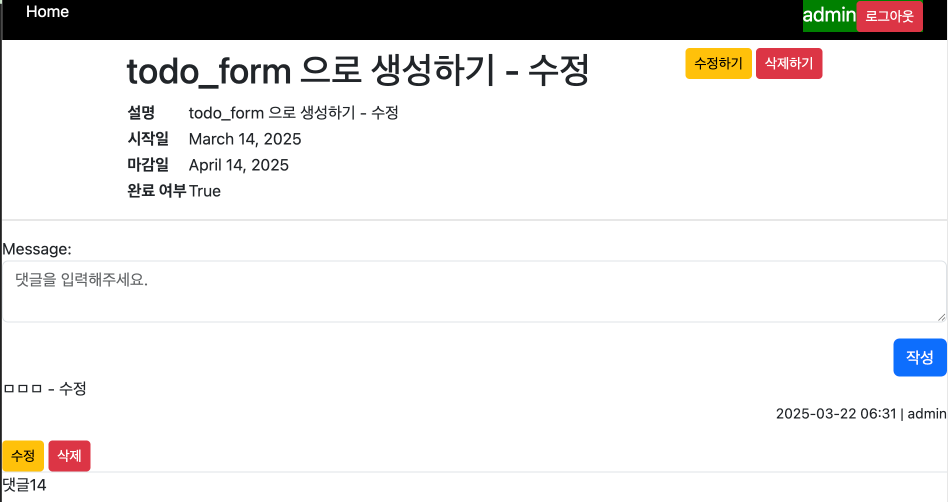 Home admin 로그아웃
todo_form 으로 생성하기 - 수정 수정하기 삭제하기
설명 todo_form 으로 생성하기 - 수정
시작일 March 14, 2025
마감일 April 14, 2025
완료 여부 True
Message:
댓글을 입력해주세요.
작성
ㅁㅁㅁ - 수정
2025-03-22 06:31 | admin
수정 삭제
댓글14